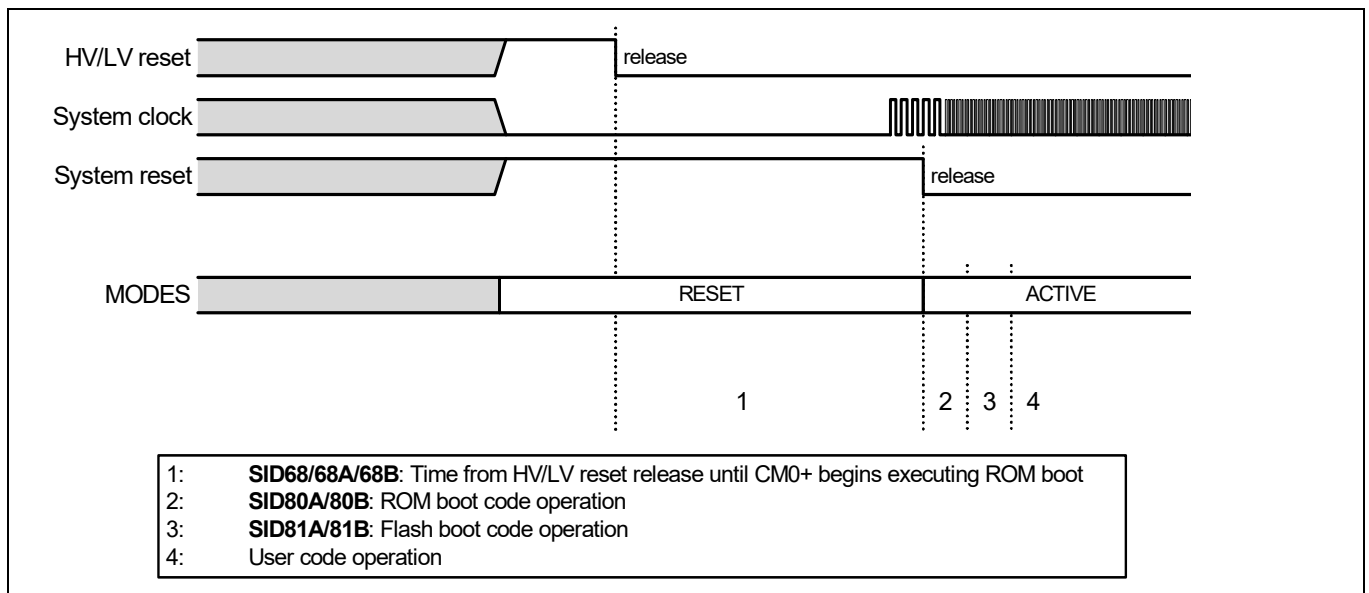 HV/LV reset
release
System clock
System reset
release
MODES
RESET
ACTIVE
1
2
3
4
1: SID68/68A/68B: Time from HV/LV reset release until CM0+ begins executing ROM boot
2: SID80A/80B: ROM boot code operation
3: SID81A/81B: Flash boot code operation
4: User code operation